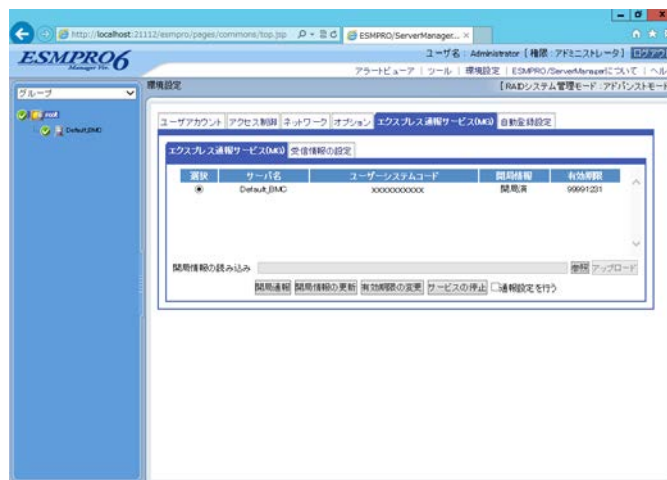 http://localhost:21112/esmpro/pages/commons/top.jsp
ESMPRO/ServerManager...
ESMPRO6
Manager Ver.
ユーザ名 : Administrator [ 権限 : アドミニストレータ ] ログアウト
アラートビューア | ツール | 環境設定 | ESMPRO/ServerManagerについて | ヘル
グループ
環境設定
[ RAIDシステム管理モード : アドバンストモード
root
Default_BMC
ユーザアカウント アクセス制御 ネットワーク オプション エクスプレス通報サービス(MG) 自動登録設定
エクスプレス通報サービス(MG) 受信情報の設定
選択 サーバ名 ユーザーシステムコード 開局情報 有効期限
Default_BMC xxxxxxxxxxx 開局済 99991231
開局情報の読み込み 参照 アップロード
開局通報 開局情報の更新 有効期限の変更 サービスの停止 通報設定を行う